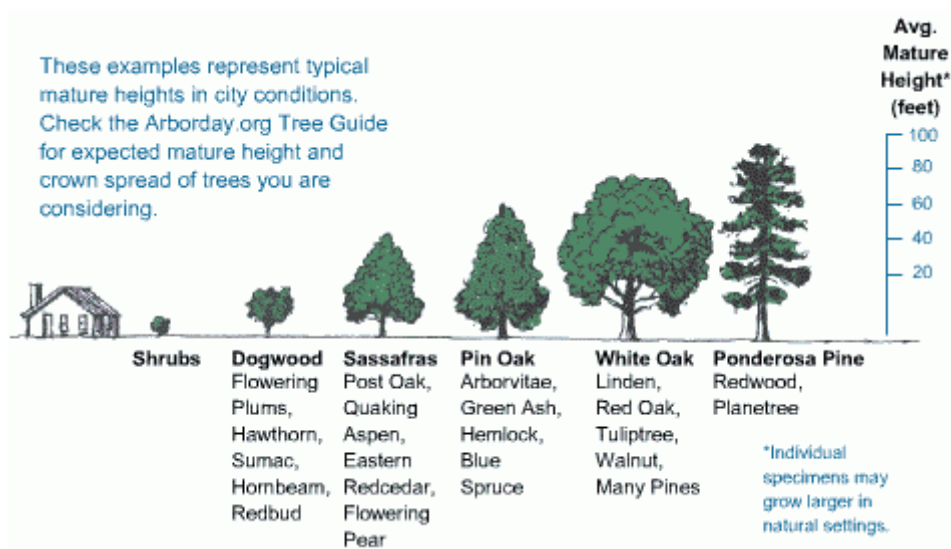 These examples represent typical
mature heights in city conditions.
Check the Arborday.org Tree Guide
for expected mature height and
crown spread of trees you are
considering.
Avg.
Mature
Height*
(feet)
100
80
60
40
20
Shrubs
Dogwood
Flowering
Plums,
Hawthorn,
Sumac,
Hornbeam,
Redbud
Sassafras
Post Oak,
Quaking
Aspen,
Eastern
Redcedar,
Flowering
Pear
Pin Oak
Arborvitae,
Green Ash,
Hemlock,
Blue
Spruce
White Oak
Linden,
Red Oak,
Tuliptree,
Walnut,
Many Pines
Ponderosa Pine
Redwood,
Planetree
*Individual
specimens may
grow larger in
natural settings.